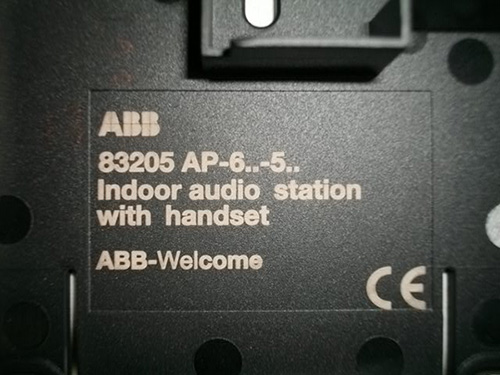 ABB
83205 AP-6..-5..
Indoor audio station
with handset
ABB-Welcome
CE